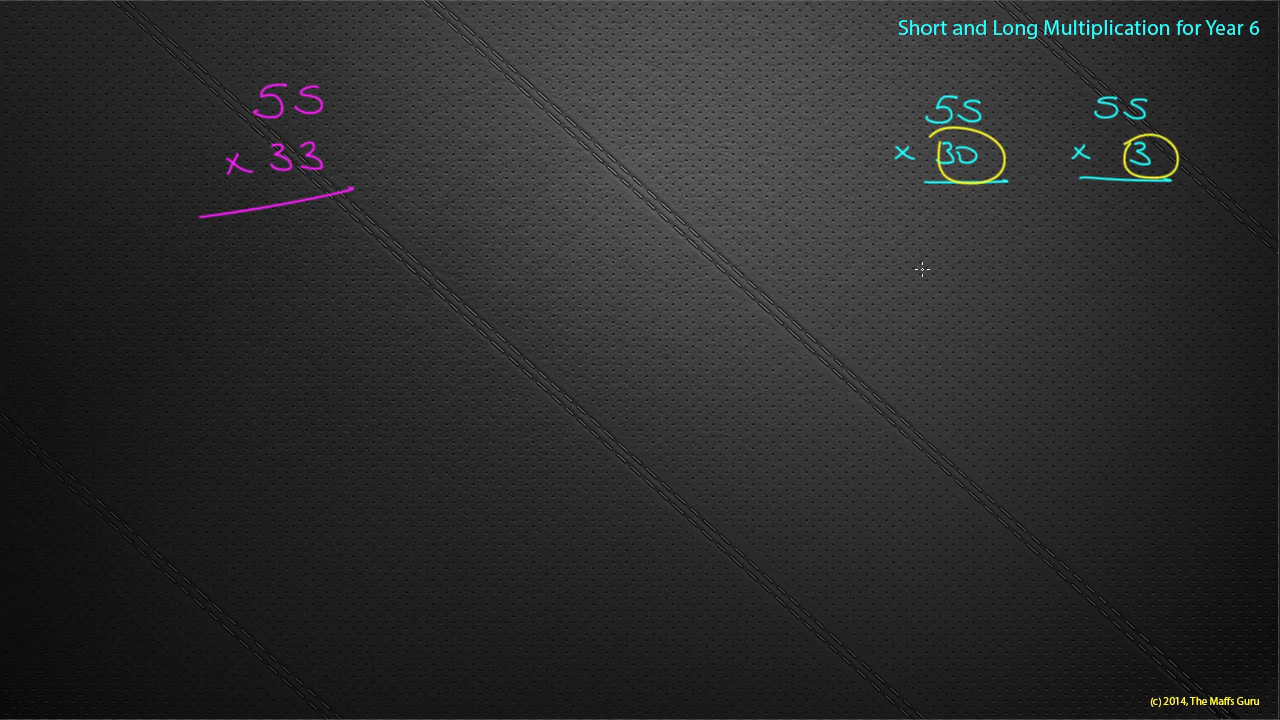 Short and Long Multiplication for Year 6
55
x 33
55
x 30
55
x 3
(c) 2014, The Maffs Guru